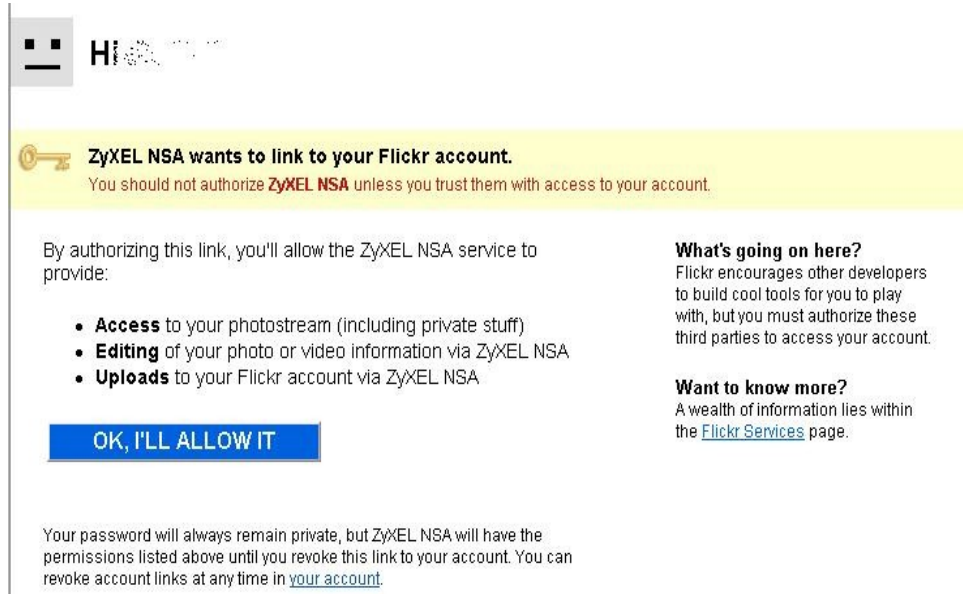 Hi
ZyXEL NSA wants to link to your Flickr account.
You should not authorize ZyXEL NSA unless you trust them with access to your account.
By authorizing this link, you'll allow the ZyXEL NSA service to
provide:
• Access to your photostream (including private stuff)
• Editing of your photo or video information via ZyXEL NSA
• Uploads to your Flickr account via ZyXEL NSA
OK, I'LL ALLOW IT
Your password will always remain private, but ZyXEL NSA will have the
permissions listed above until you revoke this link to your account. You can
revoke account links at any time in your account.
What's going on here?
Flickr encourages other developers
to build cool tools for you to play
with, but you must authorize these
third parties to access your account.
Want to know more?
A wealth of information lies within
the Flickr Services page.